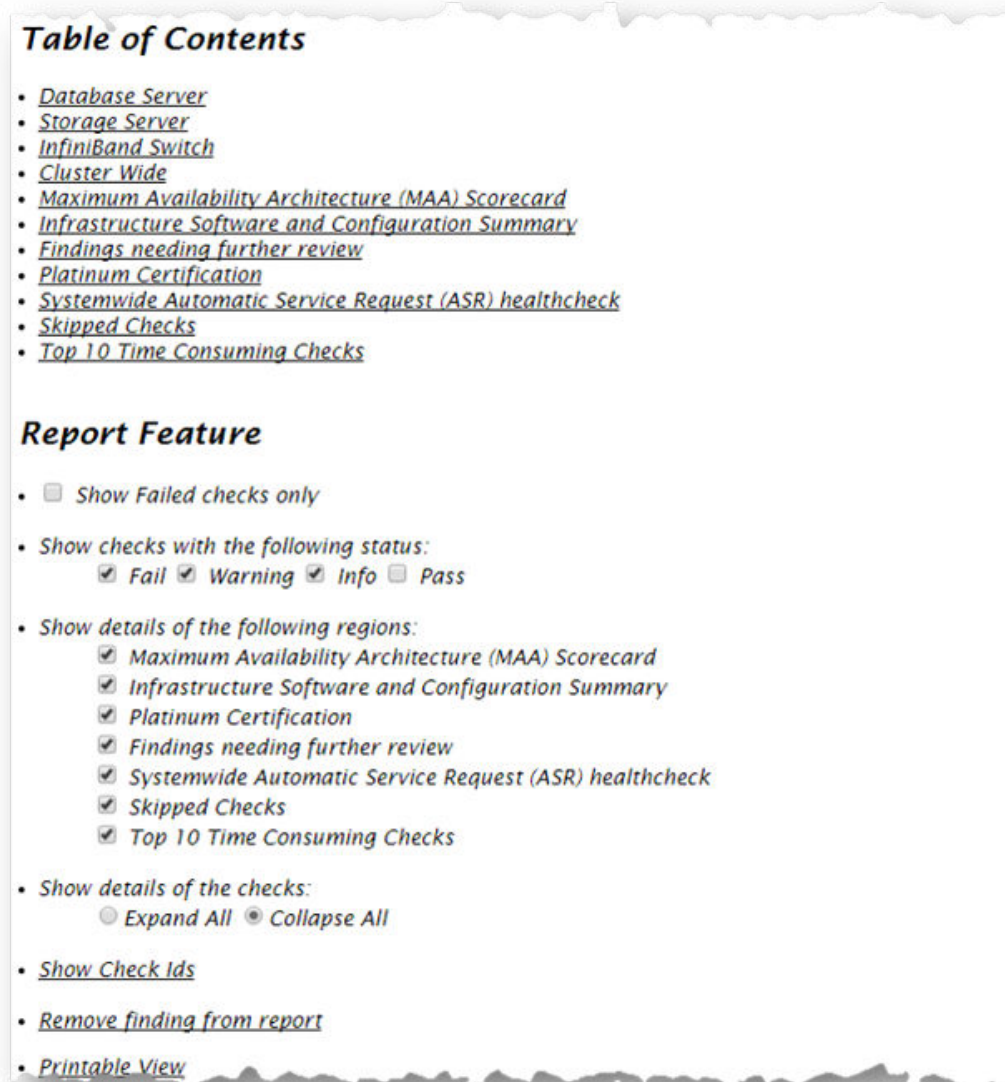 Table of Contents
• Database Server
• Storage Server
• InfiniBand Switch
• Cluster Wide
• Maximum Availability Architecture (MAA) Scorecard
• Infrastructure Software and Configuration Summary
• Findings needing further review
• Platinum Certification
• Systemwide Automatic Service Request (ASR) healthcheck
• Skipped Checks
• Top 10 Time Consuming Checks
Report Feature
• Show Failed checks only
• Show checks with the following status:
Fail Warning Info Pass
• Show details of the following regions:
Maximum Availability Architecture (MAA) Scorecard
Infrastructure Software and Configuration Summary
Platinum Certification
Findings needing further review
Systemwide Automatic Service Request (ASR) healthcheck
Skipped Checks
Top 10 Time Consuming Checks
• Show details of the checks:
Expand All Collapse All
• Show Check Ids
• Remove finding from report
• Printable View